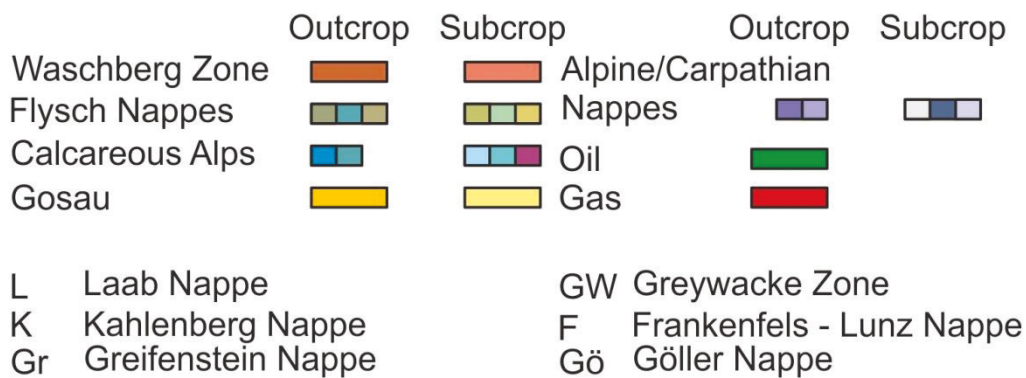 Outcrop Subcrop Outcrop Subcrop
Waschberg Zone Alpine/Carpathian
Flysch Nappes Nappes
Calcareous Alps Oil
Gosau Gas
L Laab Nappe GW Greywacke Zone
K Kahlenberg Nappe F Frankenfels - Lunz Nappe
Gr Greifenstein Nappe Gö Göller Nappe